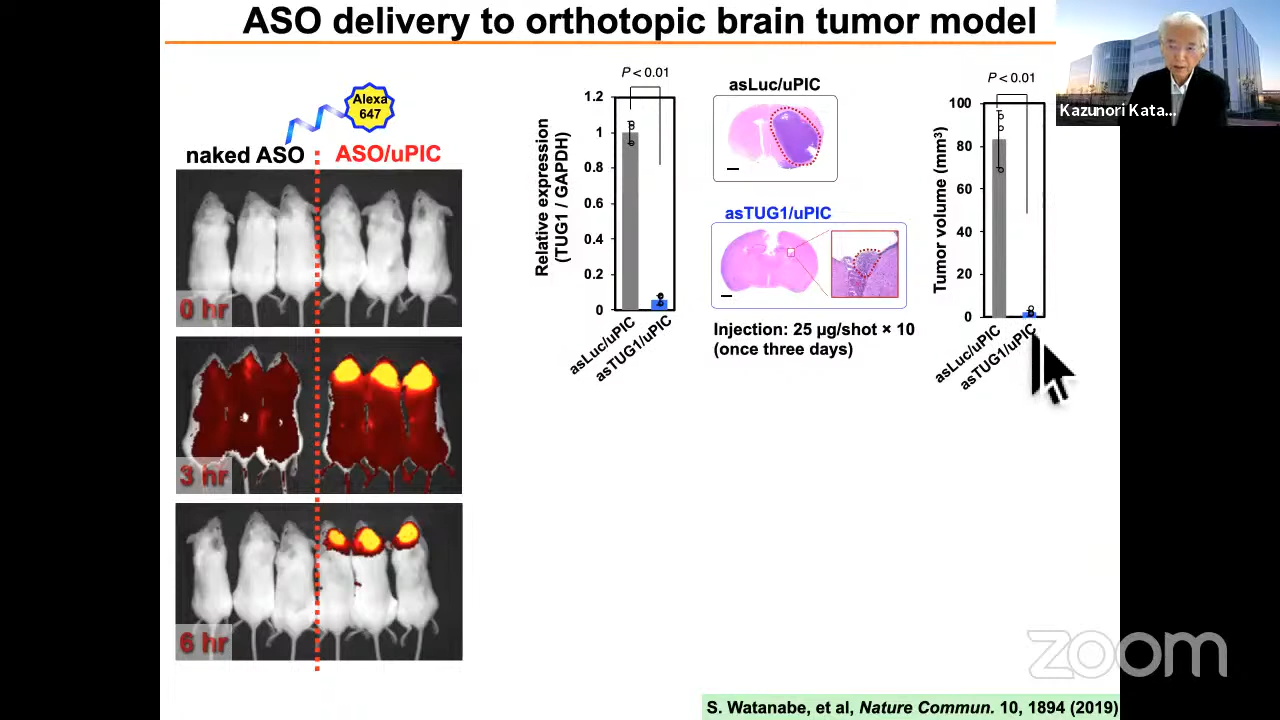 ASO delivery to orthotopic brain tumor model
Kazunori Kata...
Alexa
647
naked ASO
ASO/uPIC
0 hr
3 hr
6 hr
P < 0.01
Relative expression
(TUG1 / GAPDH)
1.2
1
0.8
0.6
0.4
0.2
0
asLuc/uPIC
asTUG1/uPIC
asLuc/uPIC
asTUG1/uPIC
Injection: 25 μg/shot × 10
(once three days)
P < 0.01
Tumor volume (mm³)
100
80
60
40
20
0
asLuc/uPIC
asTUG1/uPIC
zoom
S. Watanabe, et al, Nature Commun. 10, 1894 (2019)